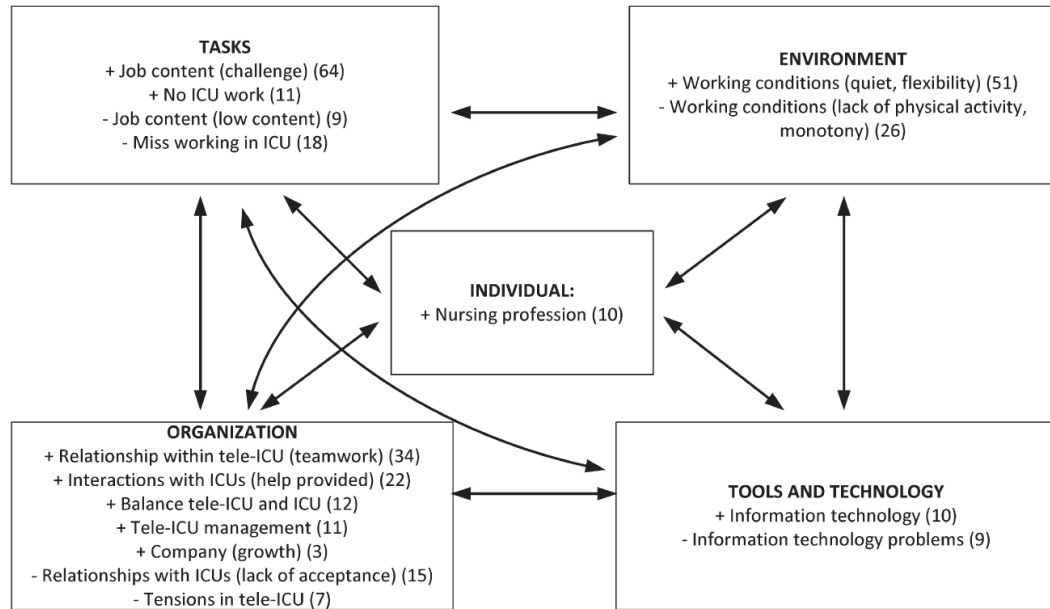 TASKS
+ Job content (challenge) (64)
+ No ICU work (11)
- Job content (low content) (9)
- Miss working in ICU (18)
ENVIRONMENT
+ Working conditions (quiet, flexibility) (51)
- Working conditions (lack of physical activity,
monotony) (26)
INDIVIDUAL:
+ Nursing profession (10)
ORGANIZATION
+ Relationship within tele-ICU (teamwork) (34)
+ Interactions with ICUs (help provided) (22)
+ Balance tele-ICU and ICU (12)
+ Tele-ICU management (11)
+ Company (growth) (3)
- Relationships with ICUs (lack of acceptance) (15)
- Tensions in tele-ICU (7)
TOOLS AND TECHNOLOGY
+ Information technology (10)
- Information technology problems (9)